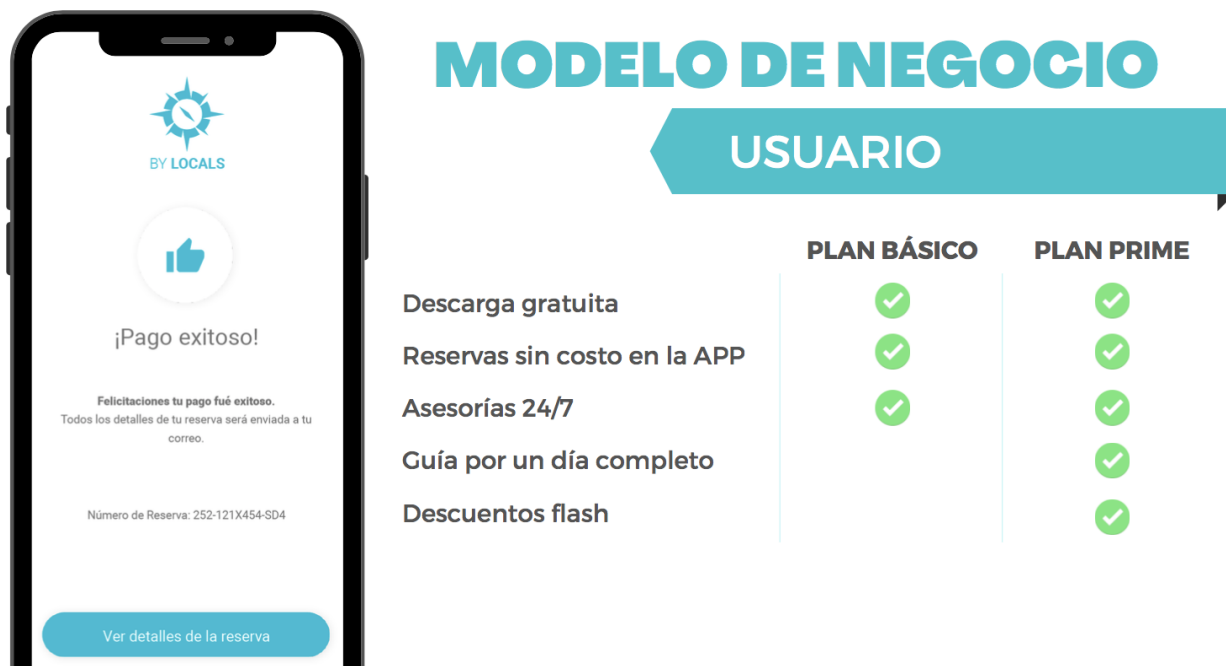 BY LOCALS
¡Pago exitoso!
Felicitaciones tu pago fué exitoso.
Todos los detalles de tu reserva será enviada a tu
correo.
Número de Reserva: 252-121X454-SD4
Ver detalles de la reserva
MODELO DE NEGOCIO
USUARIO
PLAN BÁSICO PLAN PRIME
Descarga gratuita
Reservas sin costo en la APP
Asesorías 24/7
Guía por un día completo
Descuentos flash